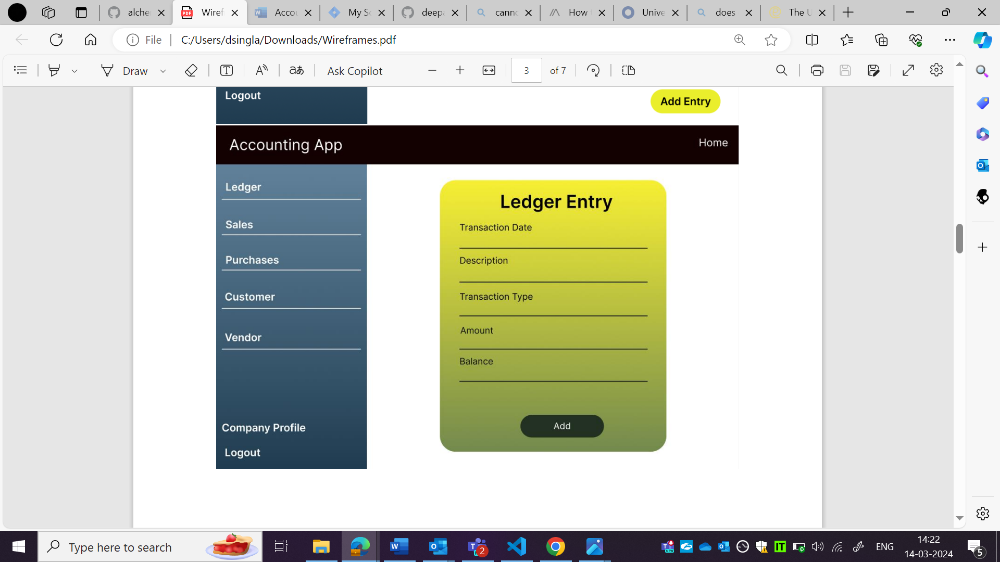 alche
Wiref
Accou
My Sc
deepa
canno
How t
Unive
does
The U
File
C:/Users/dsingla/Downloads/Wireframes.pdf
Draw
aあ
Ask Copilot
3 of 7
Logout
Add Entry
Accounting App
Home
Ledger
Sales
Purchases
Customer
Vendor
Company Profile
Logout
Ledger Entry
Transaction Date
Description
Transaction Type
Amount
Balance
Add
Type here to search
2
ENG
14:22
14-03-2024
5